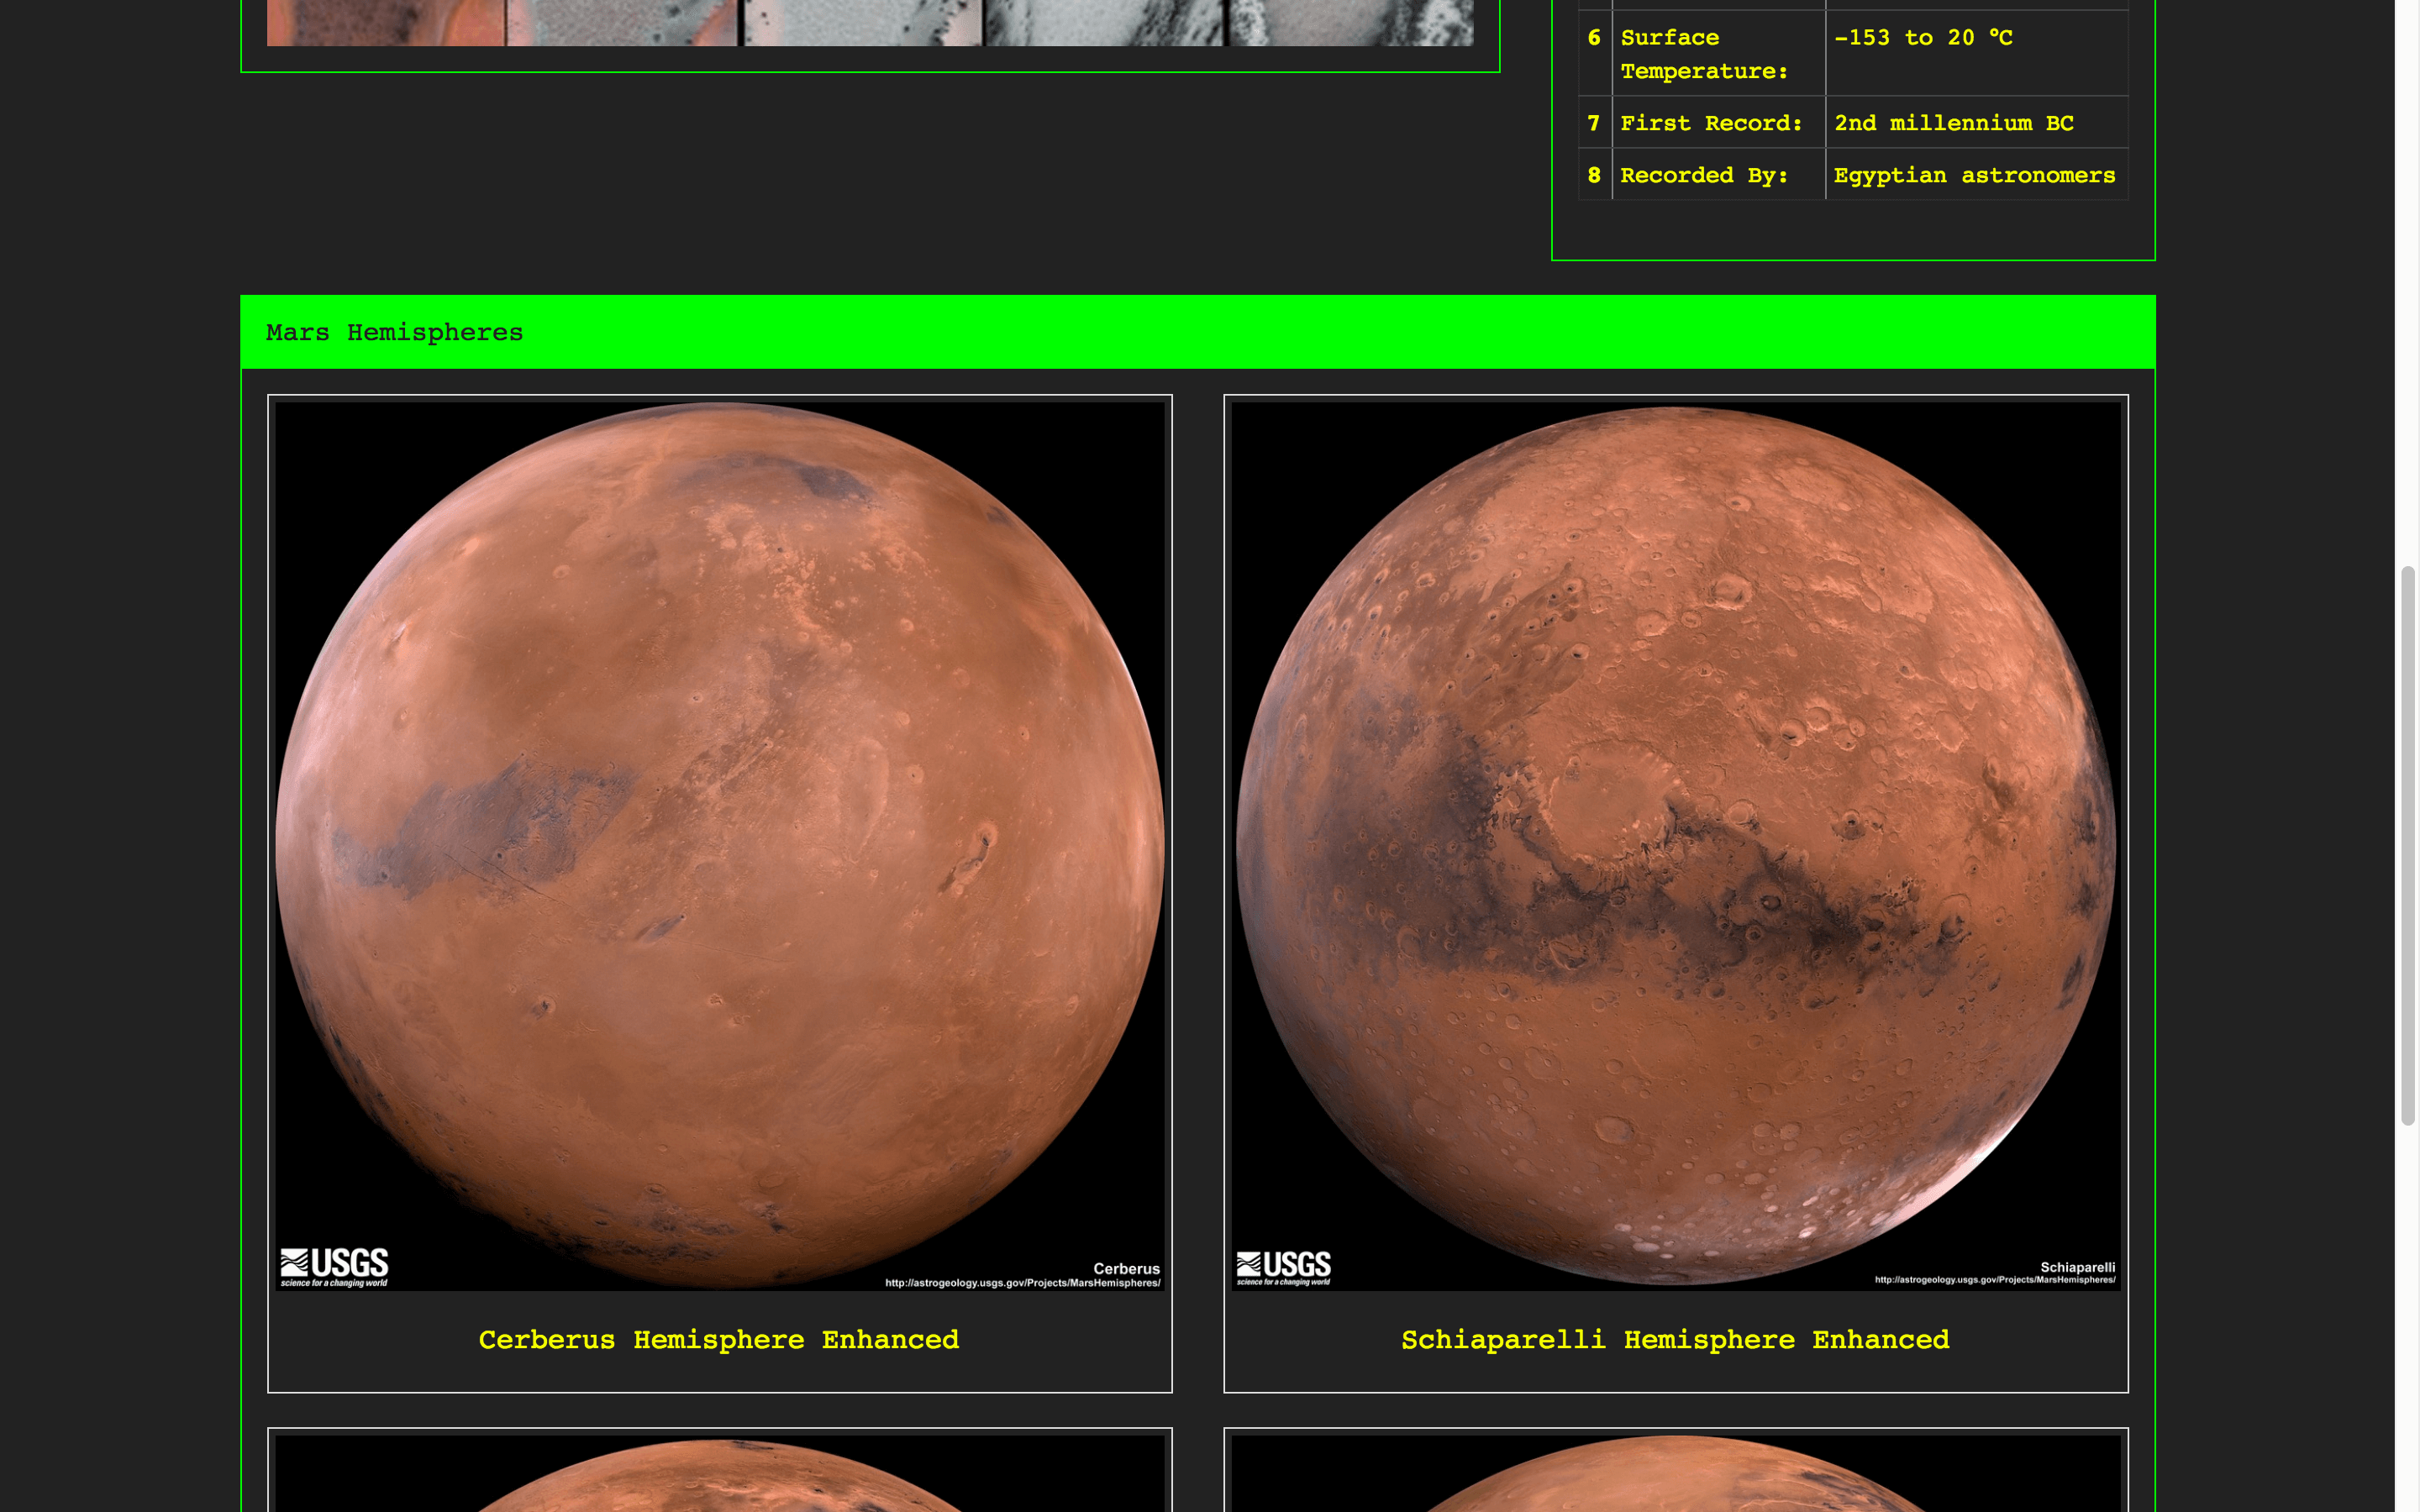 6 Surface Temperature: -153 to 20 °C
7 First Record: 2nd millennium BC
8 Recorded By: Egyptian astronomers
Mars Hemispheres
USGS
science for a changing world
Cerberus
http://astrogeology.usgs.gov/Projects/MarsHemispheres/
Cerberus Hemisphere Enhanced
USGS
science for a changing world
Schiaparelli
http://astrogeology.usgs.gov/Projects/MarsHemispheres/
Schiaparelli Hemisphere Enhanced